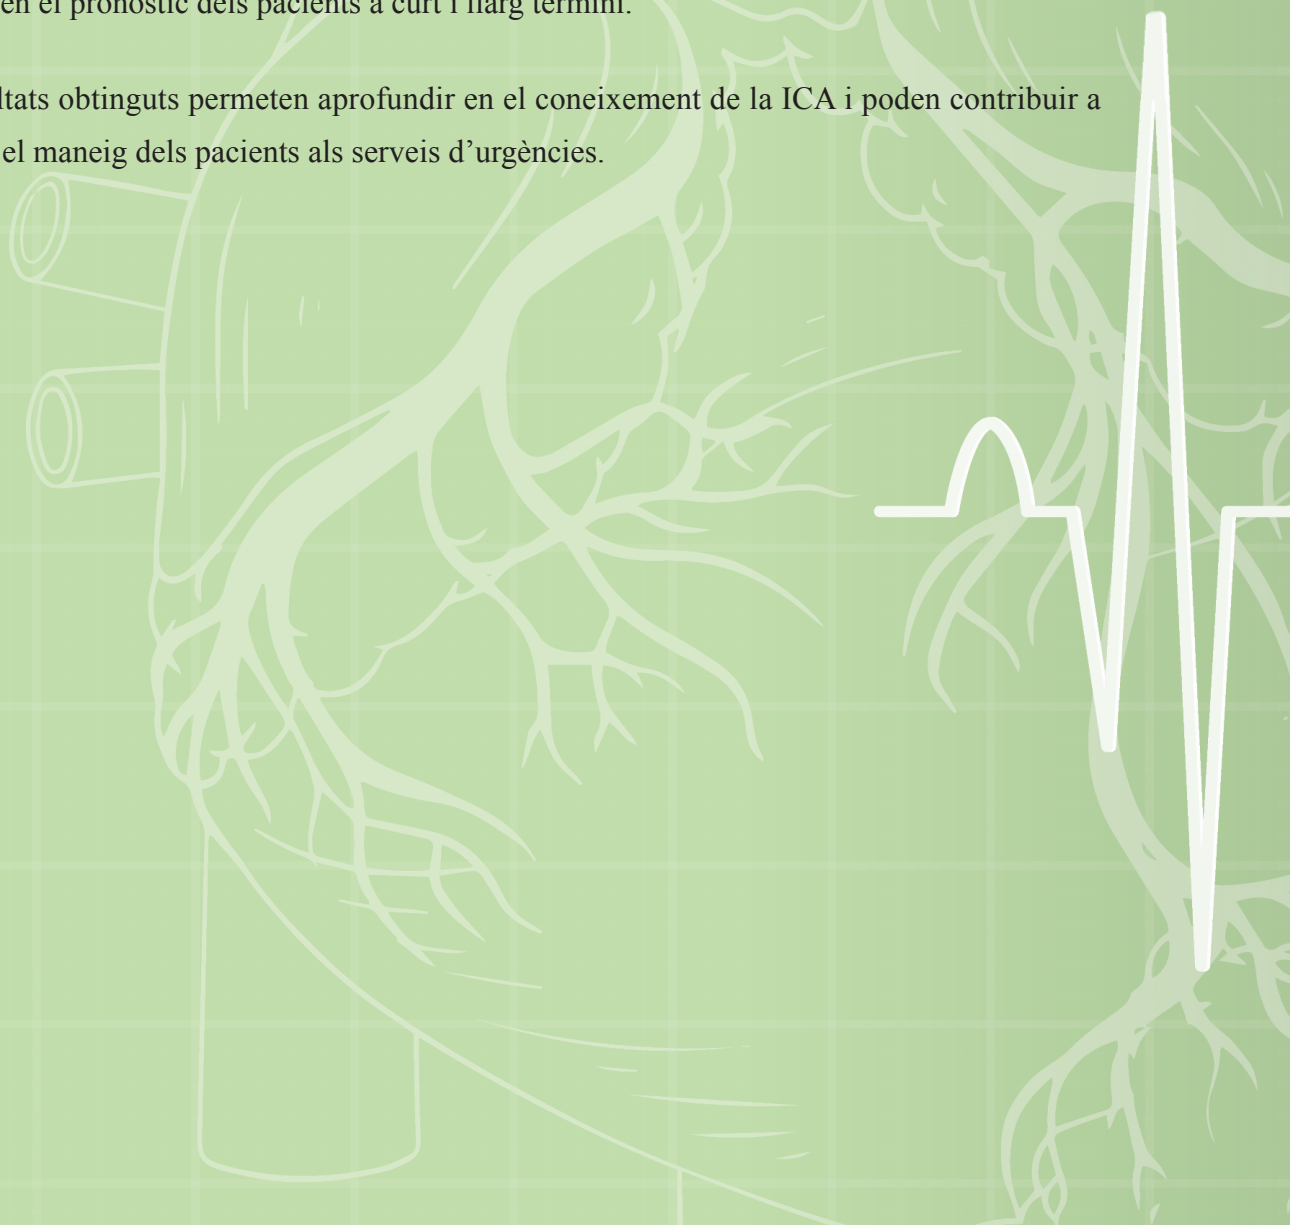 en el pronòstic dels pacients a curt i llarg termini.
ltats obtinguts permeten aprofundir en el coneixement de la ICA i poden contribuir a
el maneig dels pacients als serveis d’urgències.